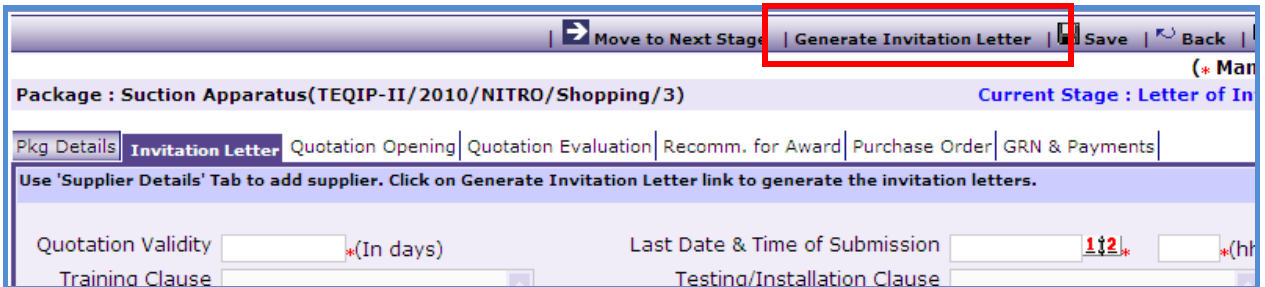 | Move to Next Stage | Generate Invitation Letter | Save | Back |
(* Man
Package : Suction Apparatus(TEQIP-II/2010/NITRO/Shopping/3) Current Stage : Letter of In
Pkg Details Invitation Letter Quotation Opening Quotation Evaluation Recomm. for Award Purchase Order GRN & Payments
Use 'Supplier Details' Tab to add supplier. Click on Generate Invitation Letter link to generate the invitation letters.
Quotation Validity *(In days) Last Date & Time of Submission 12* *(hh
Training Clause Testing/Installation Clause